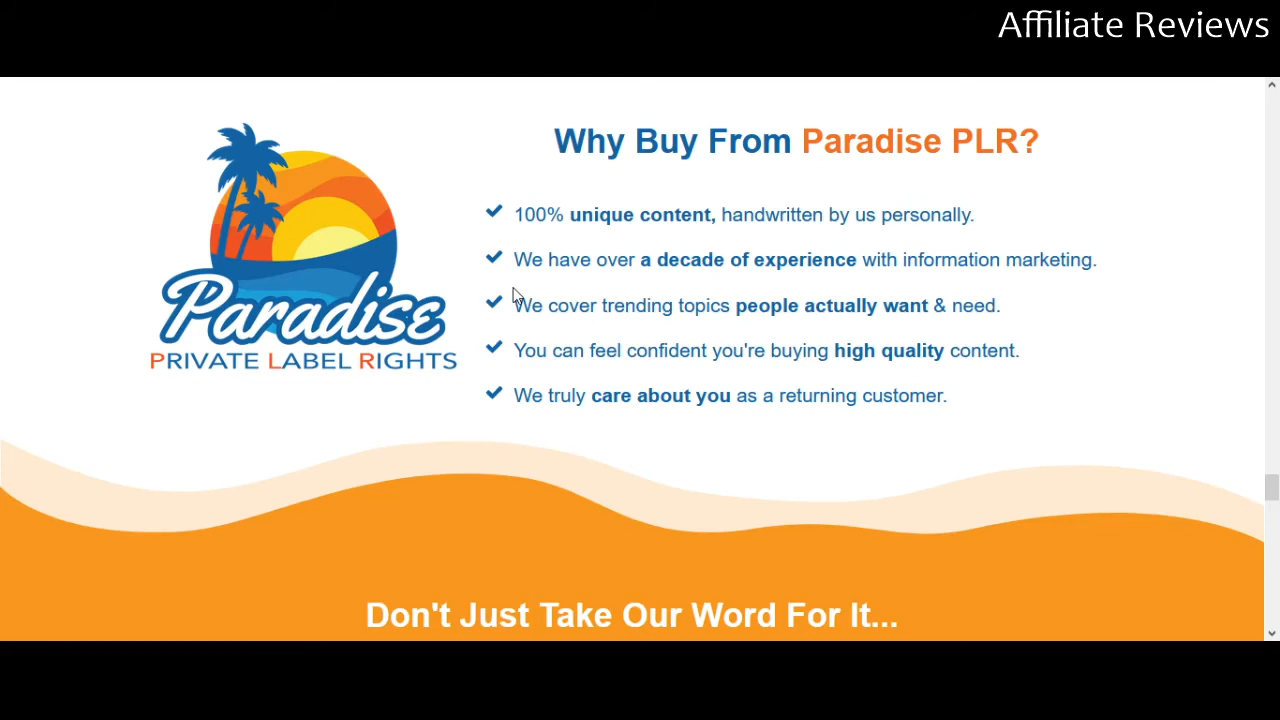 Affiliate Reviews
Why Buy From Paradise PLR?
100% unique content, handwritten by us personally.
We have over a decade of experience with information marketing.
We cover trending topics people actually want & need.
You can feel confident you're buying high quality content.
We truly care about you as a returning customer.
Paradise
PRIVATE LABEL RIGHTS
Don't Just Take Our Word For It...